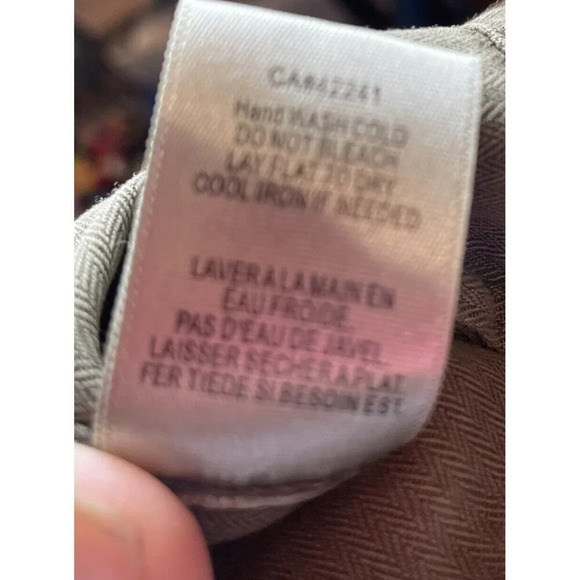 CA#42241
Hand WASH COLD
DO NOT BLEACH
LAY FLAT 2O DRY
COOL IRON IF NEEDED
LAVER A LA MAIN EN
EAU FROIDE.
PAS D'EAU DE JAVEL.
LAISSER SECHER A PLAT
FER TIEDE SI BESOIN EST.